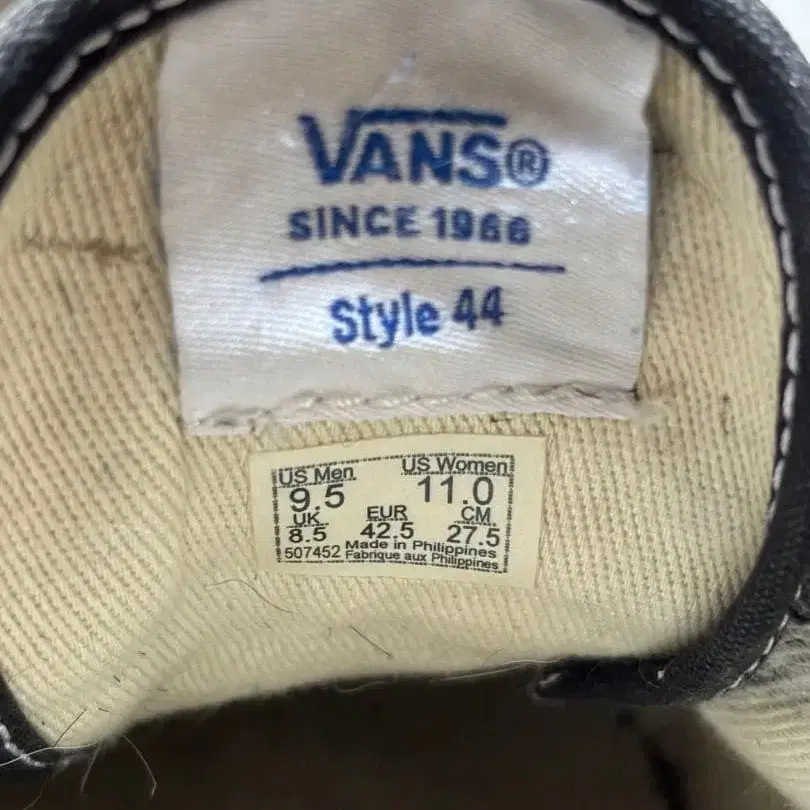 VANS®
SINCE 1966
Style 44
US Men US Women
9.5 11.0
UK EUR CM
8.5 42.5 27.5
507452 Made in Philippines
Fabrique aux Philippines